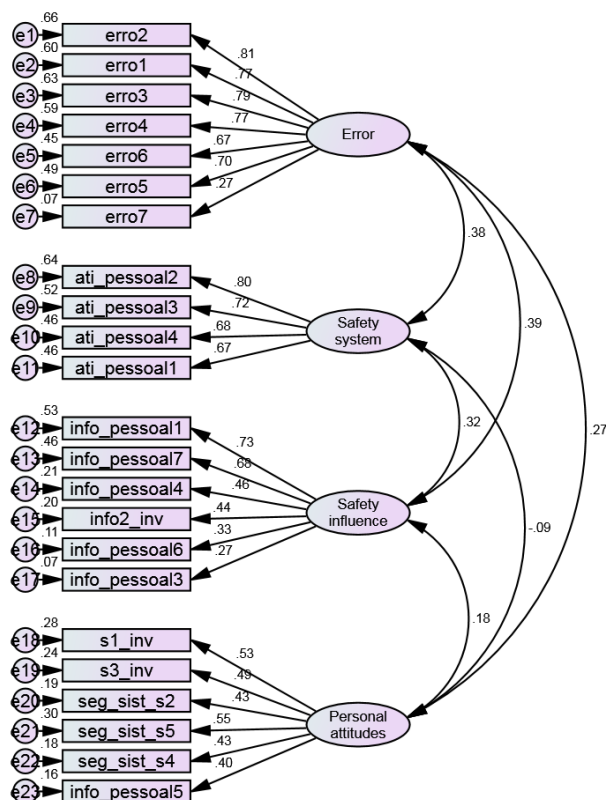 .66
e1 erro2
.60
e2 erro1
.63
e3 erro3
.59
e4 erro4
.45
e5 erro6
.49
e6 erro5
.07
e7 erro7
.81
.77
.79
.77
.67
.70
.27
Error
.64
e8 ati_pessoal2
.52
e9 ati_pessoal3
.46
e10 ati_pessoal4
.46
e11 ati_pessoal1
.80
.72
.68
.67
Safety
system
.53
e12 info_pessoal1
.46
e13 info_pessoal7
.21
e14 info_pessoal4
.20
e15 info2_inv
.11
e16 info_pessoal6
.07
e17 info_pessoal3
.73
.68
.46
.44
.33
.27
Safety
influence
.28
e18 s1_inv
.24
e19 s3_inv
.19
e20 seg_sist_s2
.30
e21 seg_sist_s5
.18
e22 seg_sist_s4
.16
e23 info_pessoal5
.53
.49
.43
.55
.43
.40
Personal
attitudes
.38
.39
.32
.27
-.09
.18